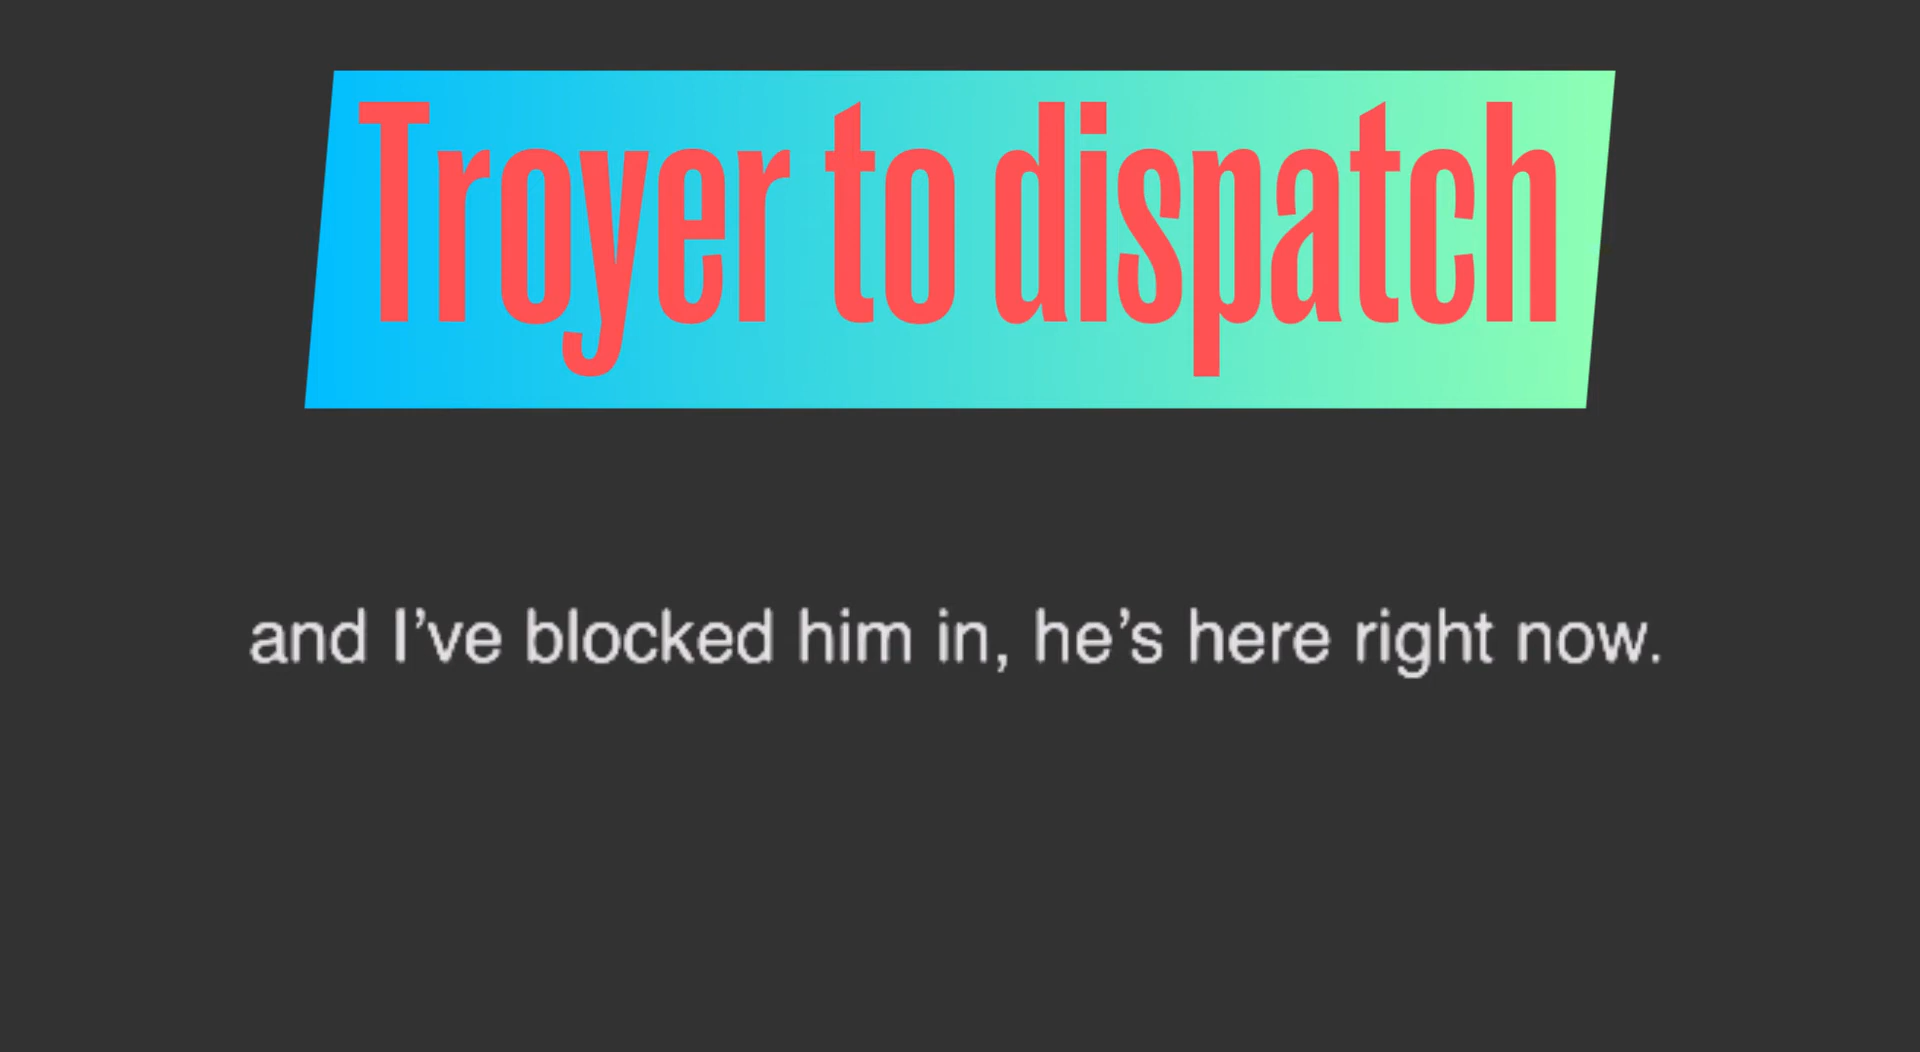 Troyer to dispatch
and I’ve blocked him in, he’s here right now.